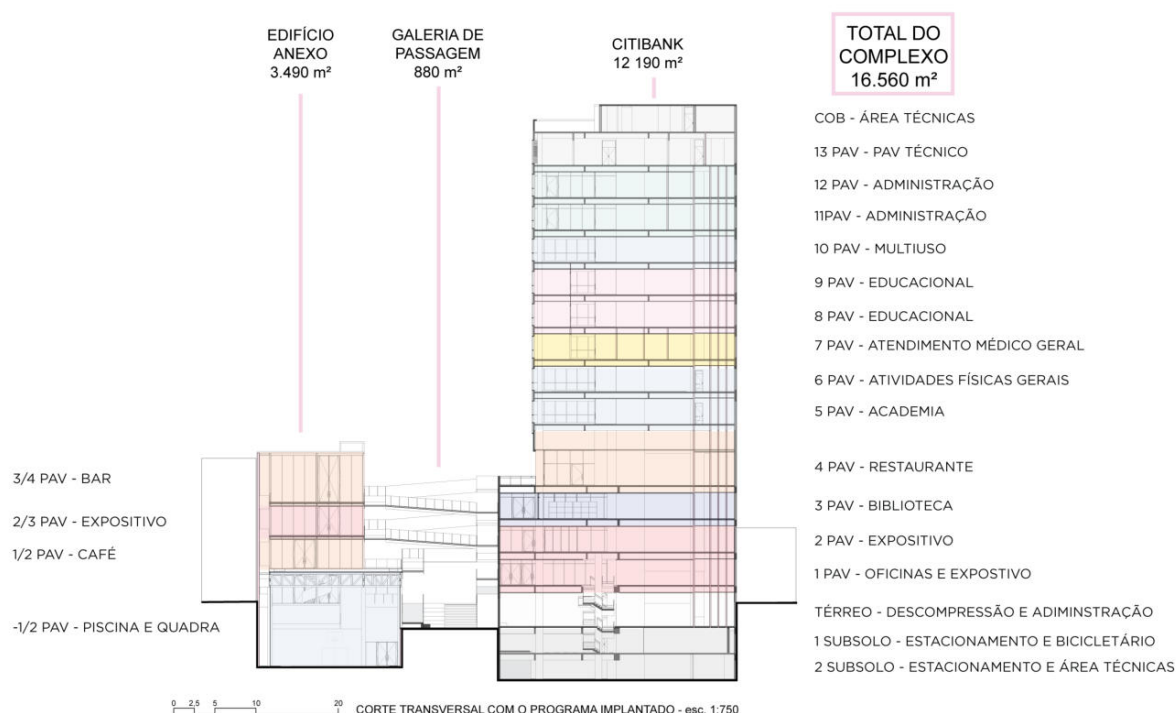 EDIFÍCIO
ANEXO
3.490 m²
GALERIA DE
PASSAGEM
880 m²
CITIBANK
12 190 m²
TOTAL DO
COMPLEXO
16.560 m²
COB - ÁREA TÉCNICAS
13 PAV - PAV TÉCNICO
12 PAV - ADMINISTRAÇÃO
11PAV - ADMINISTRAÇÃO
10 PAV - MULTIUSO
9 PAV - EDUCACIONAL
8 PAV - EDUCACIONAL
7 PAV - ATENDIMENTO MÉDICO GERAL
6 PAV - ATIVIDADES FÍSICAS GERAIS
5 PAV - ACADEMIA
4 PAV - RESTAURANTE
3 PAV - BIBLIOTECA
2 PAV - EXPOSITIVO
1 PAV - OFICINAS E EXPOSTIVO
TÉRREO - DESCOMPRESSÃO E ADIMINSTRAÇÃO
1 SUBSOLO - ESTACIONAMENTO E BICICLETÁRIO
2 SUBSOLO - ESTACIONAMENTO E ÁREA TÉCNICAS
3/4 PAV - BAR
2/3 PAV - EXPOSITIVO
1/2 PAV - CAFÉ
-1/2 PAV - PISCINA E QUADRA
0 2,5 5 10 20
CORTE TRANSVERSAL COM O PROGRAMA IMPLANTADO - esc. 1:750